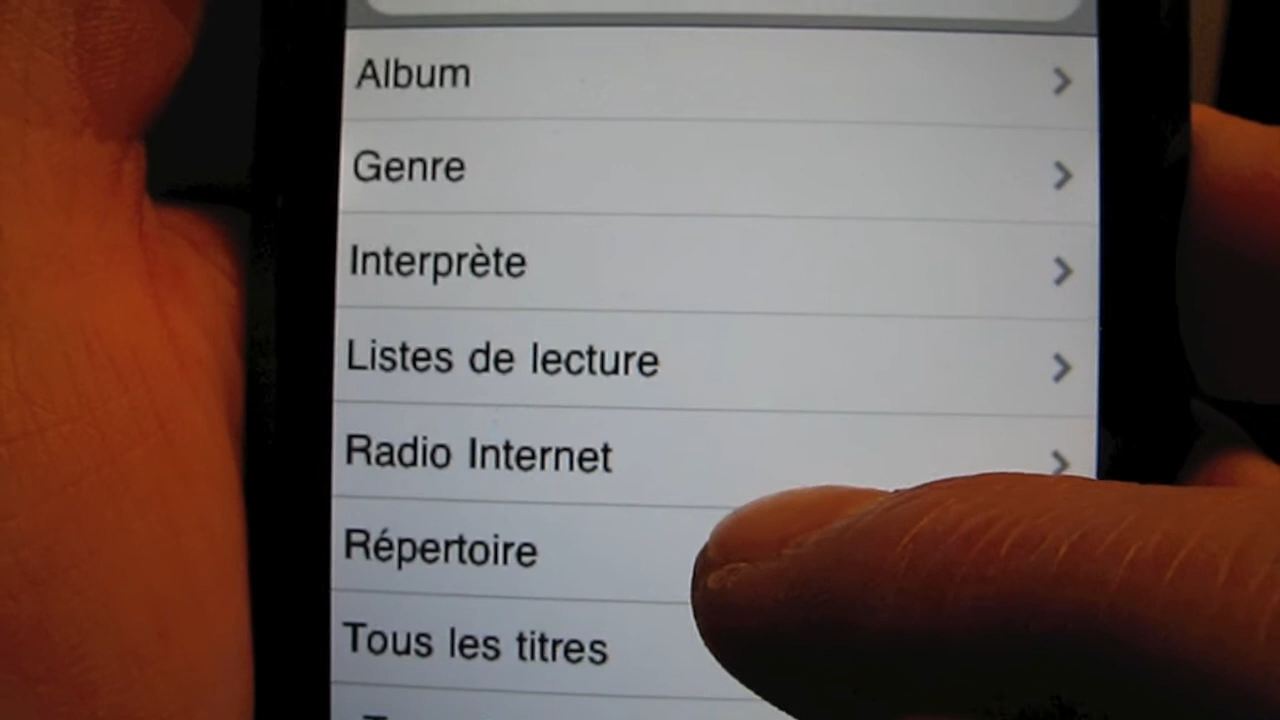 Album
Genre
Interprète
Listes de lecture
Radio Internet
Répertoire
Tous les titres